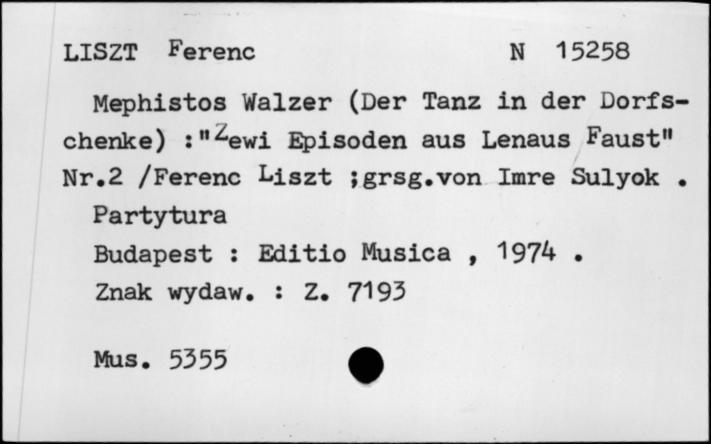 LISZT Ferenc N 15258
Mephistos Walzer (Der Tanz in der Dorfs-
chenke) :"Zewi Episoden aus Lenaus Faust"
Nr.2 /Ferenc Liszt ;grsg.von Imre Sulyok .
Partytura
Budapest : Editio Musica , 1974 .
Znak wydaw. : Z. 7193
Mus. 5355